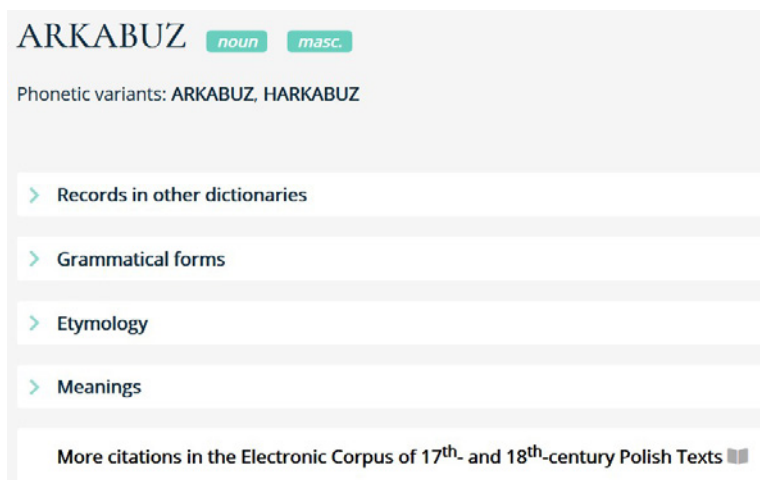 ARKABUZ noun masc.
Phonetic variants: ARKABUZ, HARKABUZ
Records in other dictionaries
Grammatical forms
Etymology
Meanings
More citations in the Electronic Corpus of 17th- and 18th-century Polish Texts